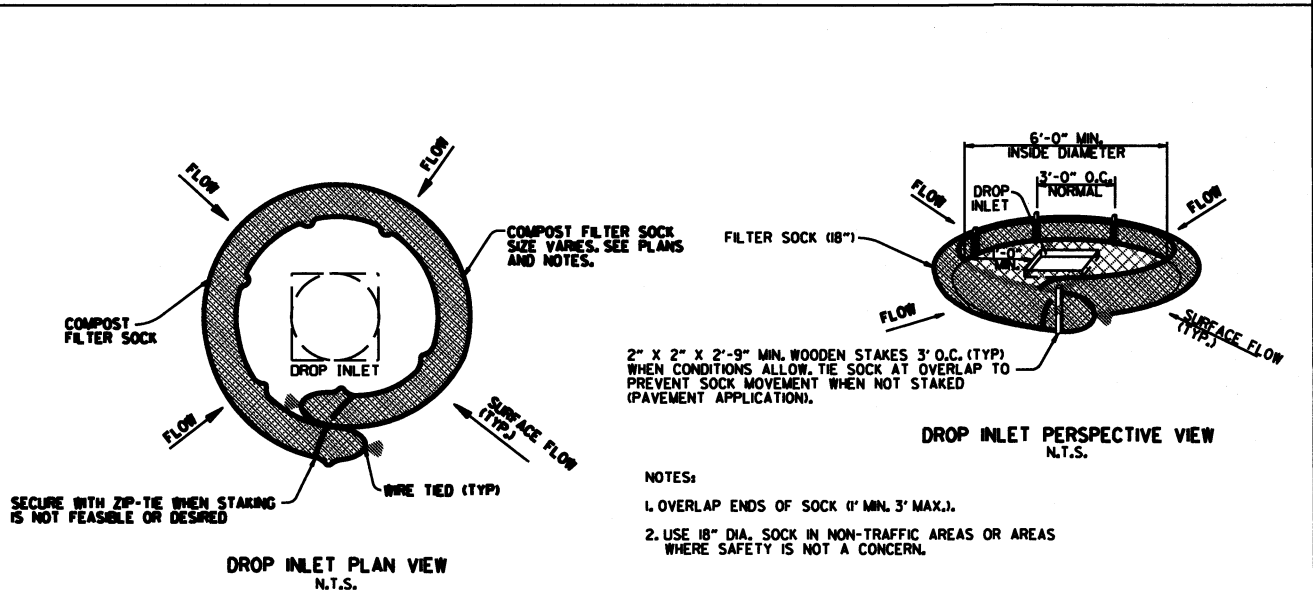 FLOW
FLOW
COMPOST FILTER SOCK
SIZE VARIES. SEE PLANS
AND NOTES.
COMPOST
FILTER SOCK
DROP INLET
FLOW
SURFACE FLOW
(TYP.)
WIRE TIED (TYP)
SECURE WITH ZIP-TIE WHEN STAKING
IS NOT FEASIBLE OR DESIRED
DROP INLET PLAN VIEW
N.T.S.
6'-0" MIN.
INSIDE DIAMETER
3'-0" O.C.
NORMAL
DROP
INLET
FLOW
FLOW
FILTER SOCK (18")
MIN.
FLOW
SURFACE FLOW
(TYP.)
2" X 2" X 2'-9" MIN. WOODEN STAKES 3' O.C. (TYP)
WHEN CONDITIONS ALLOW. TIE SOCK AT OVERLAP TO
PREVENT SOCK MOVEMENT WHEN NOT STAKED
(PAVEMENT APPLICATION).
DROP INLET PERSPECTIVE VIEW
N.T.S.
NOTES:
1. OVERLAP ENDS OF SOCK (1' MIN. 3' MAX.).
2. USE 18" DIA. SOCK IN NON-TRAFFIC AREAS OR AREAS
WHERE SAFETY IS NOT A CONCERN.